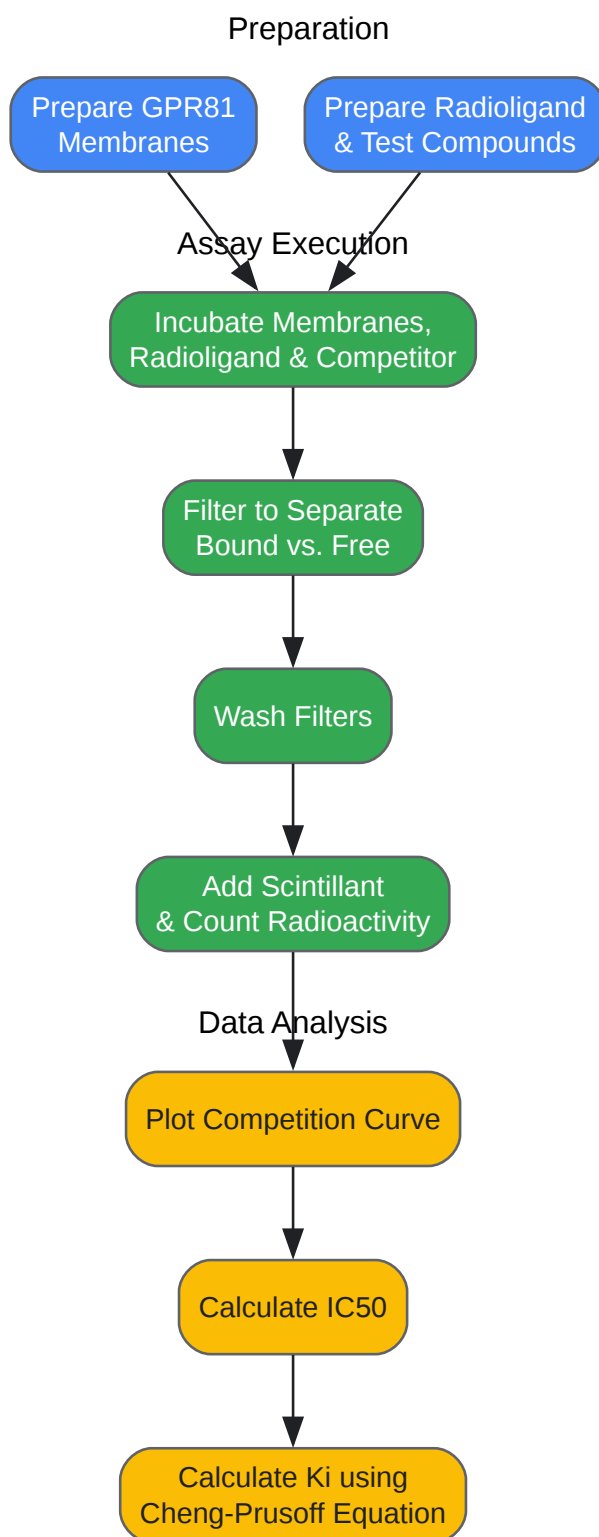 Preparation
Prepare GPR81
Membranes
Prepare Radioligand
& Test Compounds
Assay Execution
Incubate Membranes,
Radioligand & Competitor
Filter to Separate
Bound vs. Free
Wash Filters
Add Scintillant
& Count Radioactivity
Data Analysis
Plot Competition Curve
Calculate IC50
Calculate Ki using
Cheng-Prusoff Equation